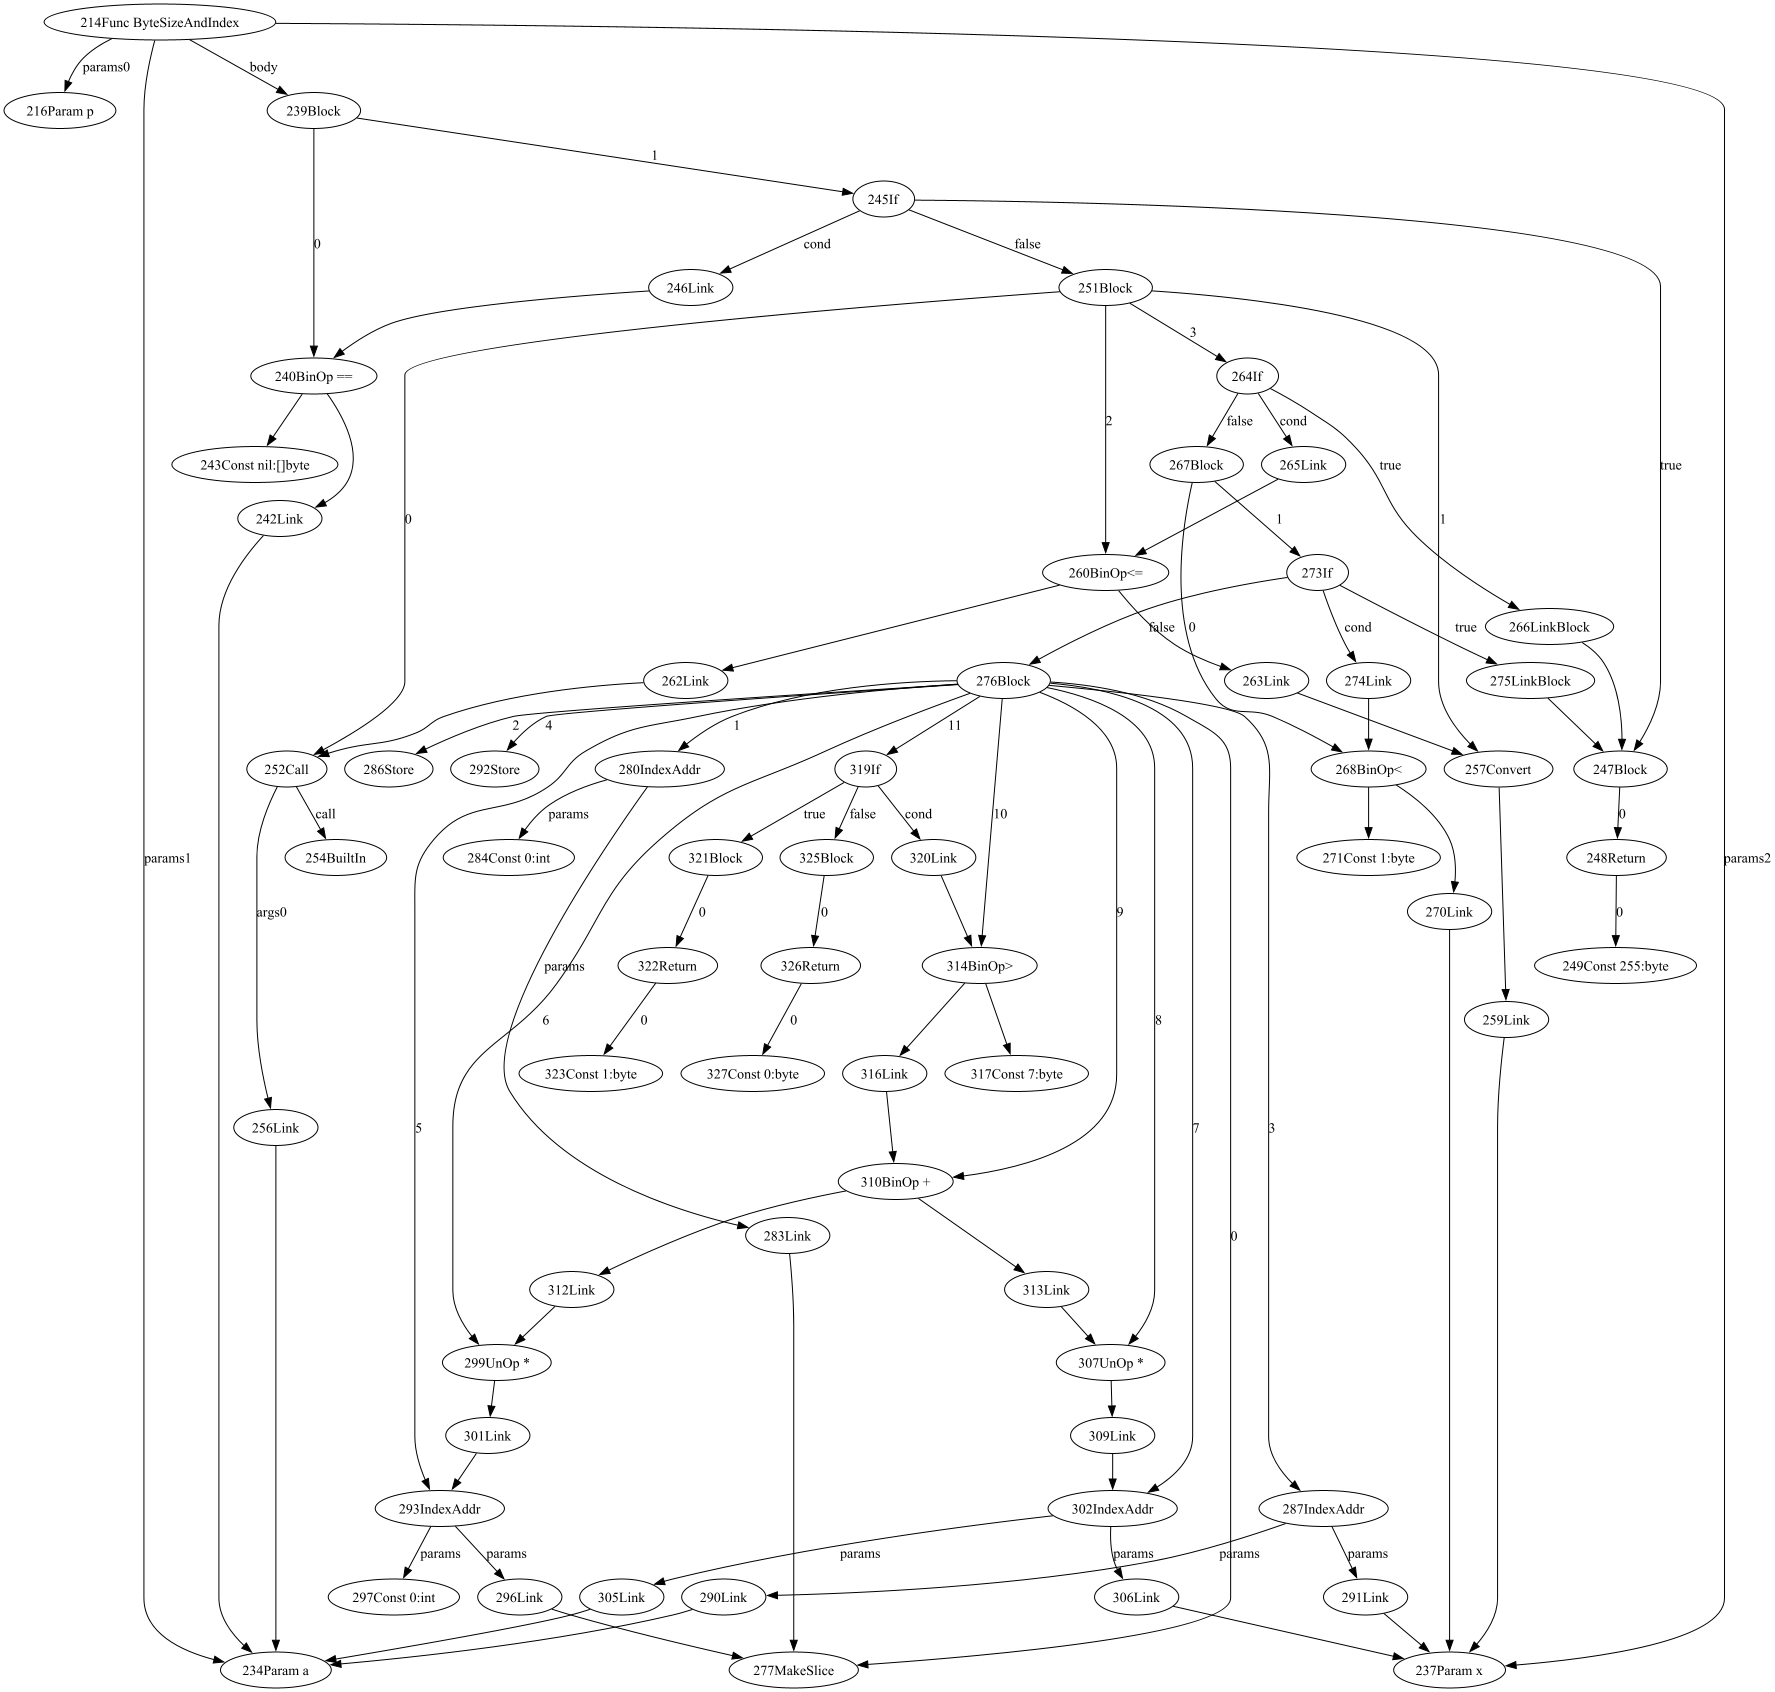 214Func ByteSizeAndIndex
params0
body
216Param p
239Block
1
245If
0
cond
false
246Link
251Block
3
240BinOp ==
264If
2
false
cond
243Const nil:[]byte
267Block
265Link
true
true
242Link
0
1
1
260BinOp<=
273If
false
0
cond
true
266LinkBlock
262Link
276Block
263Link
274Link
275LinkBlock
2
4
1
11
252Call
286Store
292Store
280IndexAddr
319If
268BinOp<
257Convert
247Block
call
params
true
false
cond
10
0
params1
254BuiltIn
284Const 0:int
321Block
325Block
320Link
271Const 1:byte
248Return
params2
args0
0
0
9
270Link
0
params
322Return
326Return
314BinOp>
249Const 255:byte
6
0
0
8
259Link
323Const 1:byte
327Const 0:byte
316Link
317Const 7:byte
256Link
5
7
3
310BinOp +
283Link
0
312Link
313Link
299UnOp *
307UnOp *
301Link
309Link
293IndexAddr
302IndexAddr
287IndexAddr
params
params
params
params
params
params
297Const 0:int
296Link
305Link
290Link
306Link
291Link
234Param a
277MakeSlice
237Param x